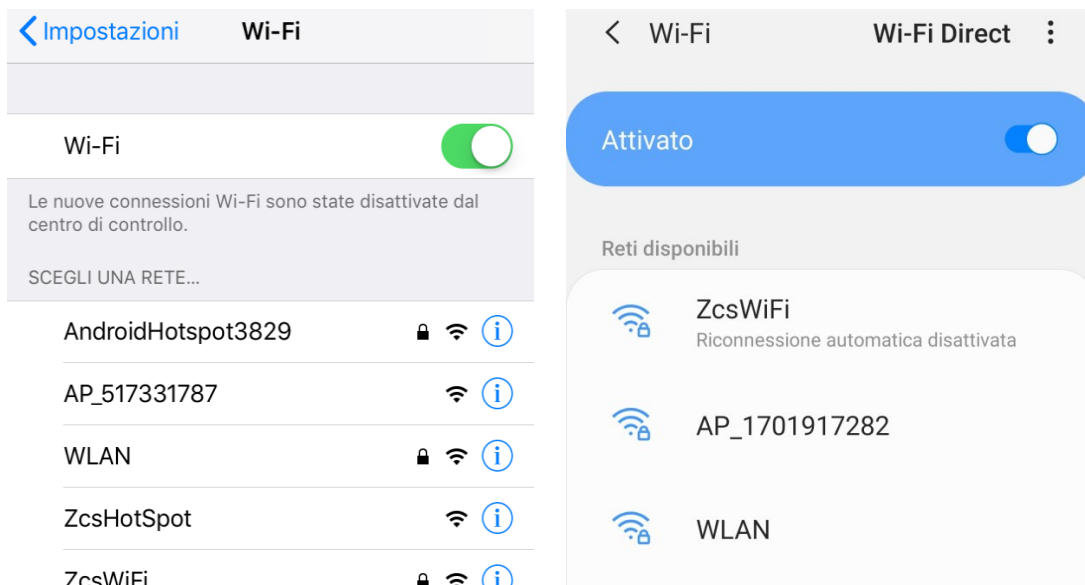 Impostazioni Wi-Fi
Wi-Fi
Le nuove connessioni Wi-Fi sono state disattivate dal
centro di controllo.
SCEGLI UNA RETE...
AndroidHotspot3829
AP_517331787
WLAN
ZcsHotSpot
ZcsWiFi
Wi-Fi Wi-Fi Direct
Attivato
Reti disponibili
ZcsWiFi
Riconnessione automatica disattivata
AP_1701917282
WLAN